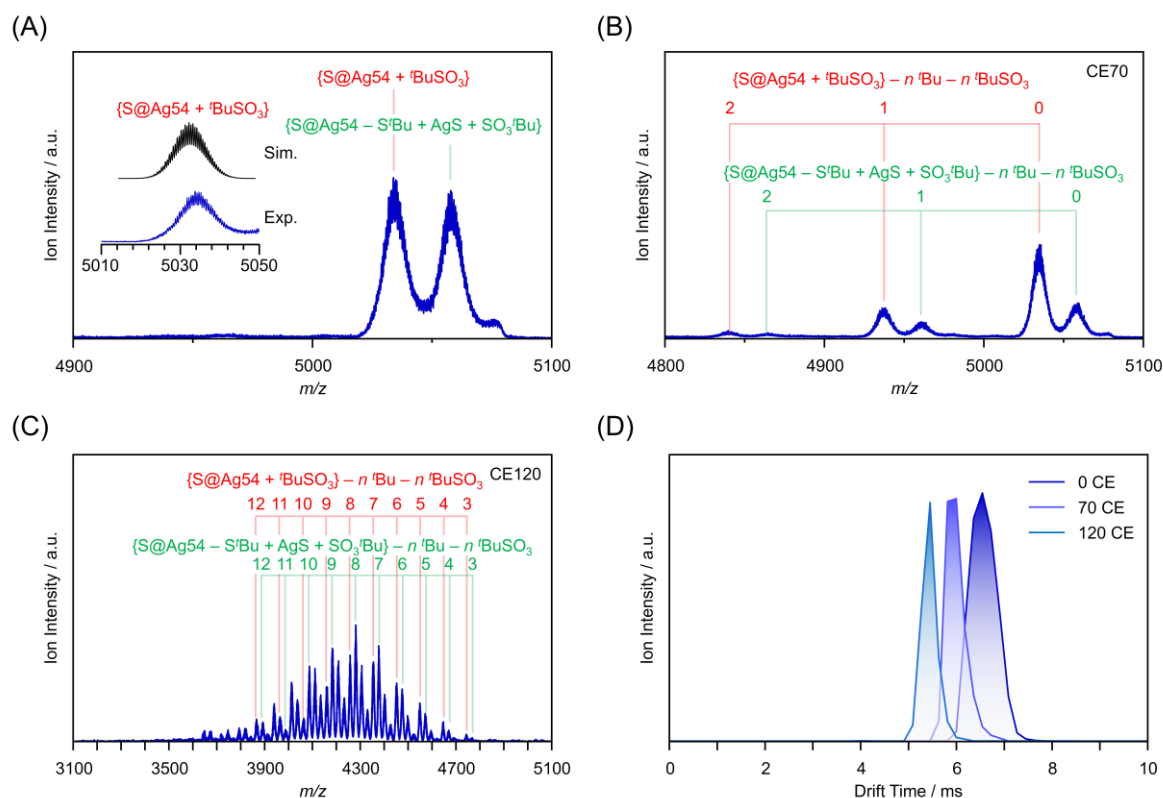 (A)
{S@Ag54 + ᵗBuSO₃}
{S@Ag54 – SᵗBu + AgS + SO₃ᵗBu}
{S@Ag54 + ᵗBuSO₃}
Sim.
Exp.
5010 5030 5050
Ion Intensity / a.u.
4900 5000 5100
m/z
(B)
CE70
{S@Ag54 + ᵗBuSO₃} – n ᵗBu – n ᵗBuSO₃
2 1 0
{S@Ag54 – SᵗBu + AgS + SO₃ᵗBu} – n ᵗBu – n ᵗBuSO₃
2 1 0
Ion Intensity / a.u.
4800 4900 5000 5100
m/z
(C)
CE120
{S@Ag54 + ᵗBuSO₃} – n ᵗBu – n ᵗBuSO₃
12 11 10 9 8 7 6 5 4 3
{S@Ag54 – SᵗBu + AgS + SO₃ᵗBu} – n ᵗBu – n ᵗBuSO₃
12 11 10 9 8 7 6 5 4 3
Ion Intensity / a.u.
3100 3500 3900 4300 4700 5100
m/z
(D)
0 CE
70 CE
120 CE
Ion Intensity / a.u.
0 2 4 6 8 10
Drift Time / ms